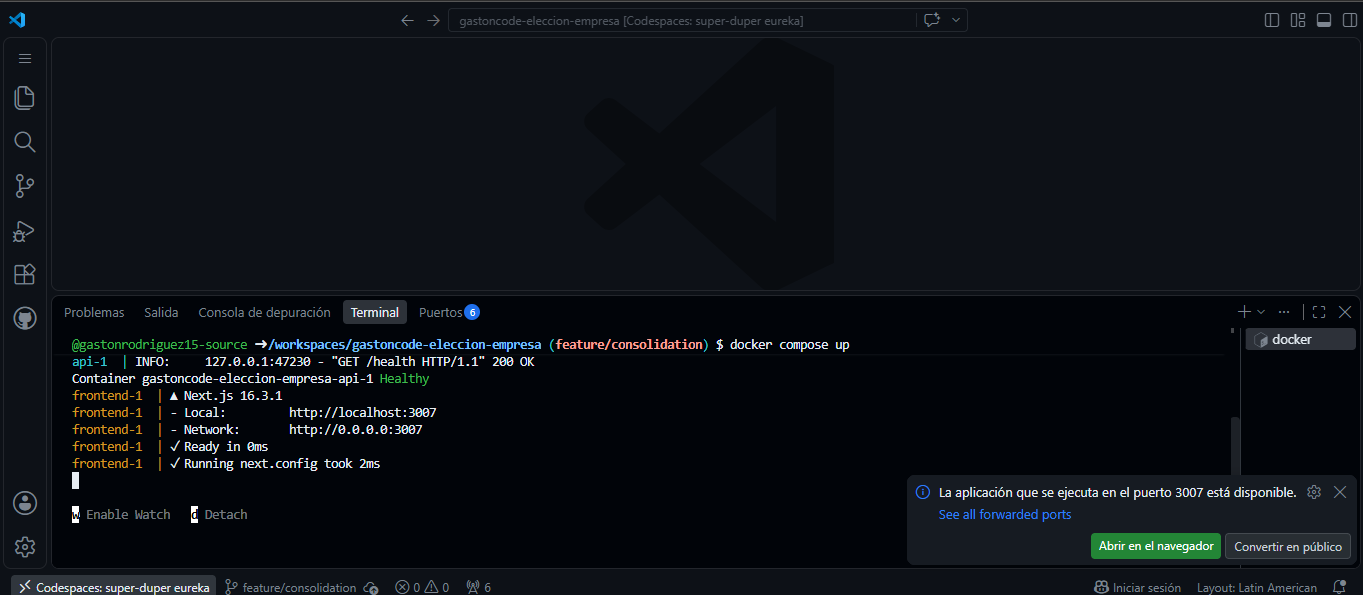 gastoncode-eleccion-empresa [Codespaces: super-duper eureka]
Problemas Salida Consola de depuración Terminal Puertos 6
@gastonrodriguez15-source ➜/workspaces/gastoncode-eleccion-empresa (feature/consolidation) $ docker compose up
docker
api-1 | INFO: 127.0.0.1:47230 - "GET /health HTTP/1.1" 200 OK
Container gastoncode-eleccion-empresa-api-1 Healthy
frontend-1 | ▲ Next.js 16.3.1
frontend-1 | - Local: http://localhost:3007
frontend-1 | - Network: http://0.0.0.0:3007
frontend-1 | ✓ Ready in 0ms
frontend-1 | ✓ Running next.config took 2ms
w Enable Watch d Detach
La aplicación que se ejecuta en el puerto 3007 está disponible.
See all forwarded ports
Abrir en el navegador Convertir en público
Codespaces: super-duper eureka feature/consolidation 0 0 6 Iniciar sesión Layout: Latin American